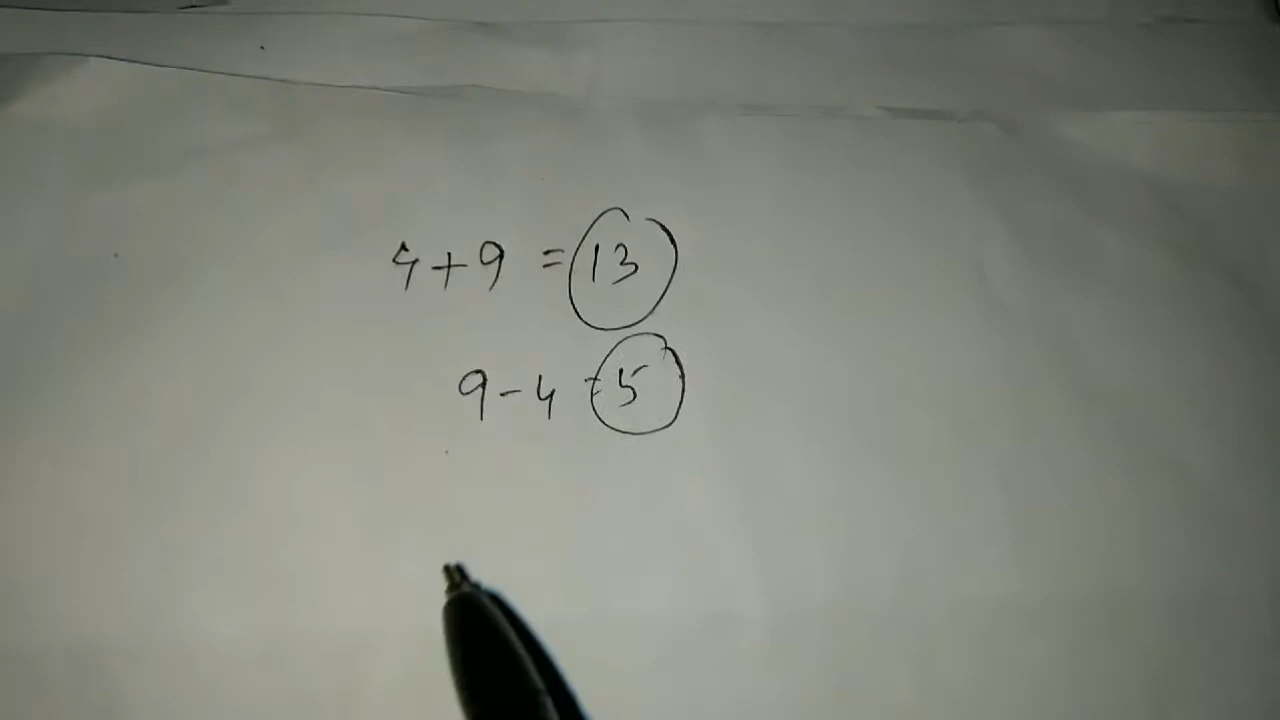 4+9 = 13
9-4 = 5